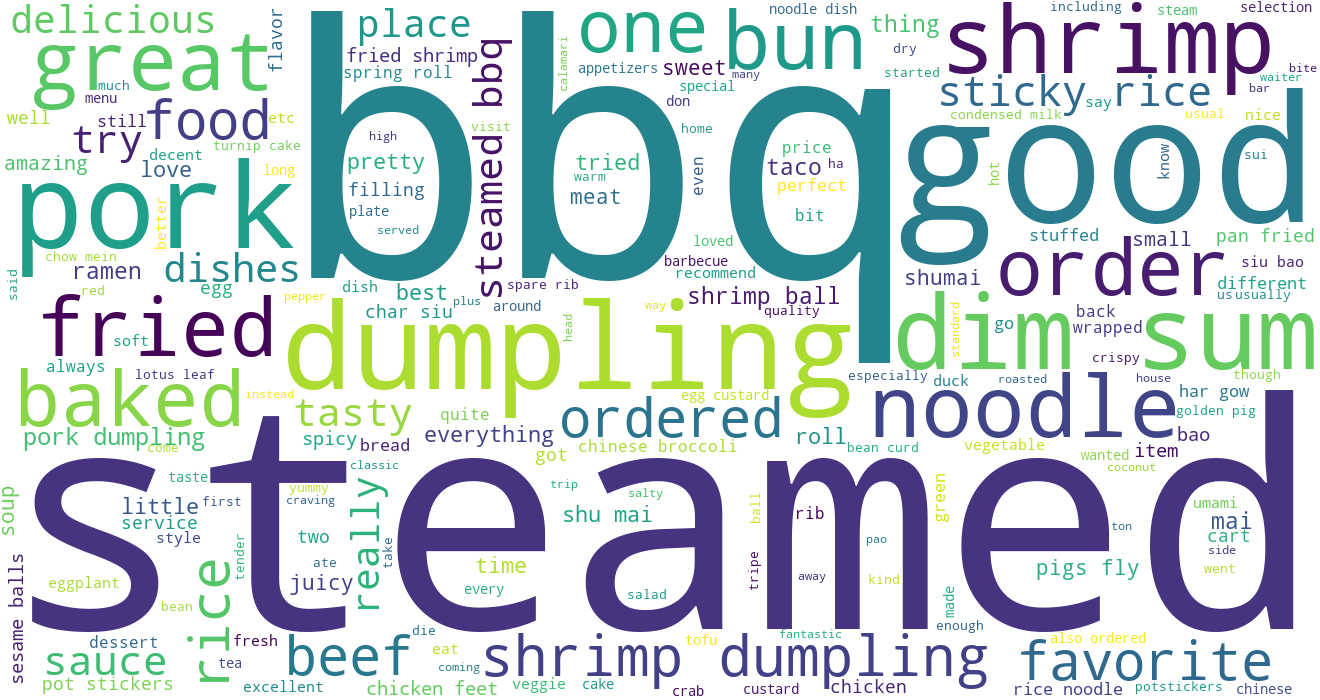 delicious
great
much
menu
flavor
place
fried shrimp
spring roll
steamed bbq
calamari
one
appetizers
sweet
many
special
don
bun
noodle dish
thing
dry
started
including
steam
selection
shrimp
bite
waiter
bar
sticky rice
say
condensed milk
usual
nice
well
still
try
food
etc
turnip cake
decent
amazing
love
long
high
pretty
filling
plate
served
bbq
visit
home
tried
warm
meat
even
price
taco
ha
perfect
bit
good
hot
know
sui
pork
better
chow mein
ramen
dishes
said
red
egg
loved
barbecue
recommend
stuffed
small
pan fried
shumai
order
siu bao
different
us
usually
pepper
dish
best
plus
around
spare rib
char siu
shrimp ball
quality
way
head
fried
soft
always
lotus leaf
dumpling
dim sum
standard
go
back
wrapped
crispy
though
especially
duck
roasted
house
har gow
golden pig
baked
instead
tasty
quite
egg custard
ordered
noodle
pork dumpling
come
spicy
bread
everything
got
chinese broccoli
roll
bean curd
vegetable
wanted
item
bao
coconut
taste
classic
yummy
craving
trip
salty
soup
little
first
service
style
two
really
shu mai
ball
rib
green
umami
mai
cart
side
ton
steamed
sesame balls
eggplant
bean
tender
rice
ate
juicy
take
time
every
salad
tripe
away
pao
kind
pigs fly
went
made
enough
dessert
fresh
die
eat
tofu
fantastic
also ordered
sauce
tea
beef
coming
shrimp dumpling
favorite
pot stickers
excellent
chicken feet
veggie
cake
crab
custard
chicken
rice noodle
potstickers
chinese